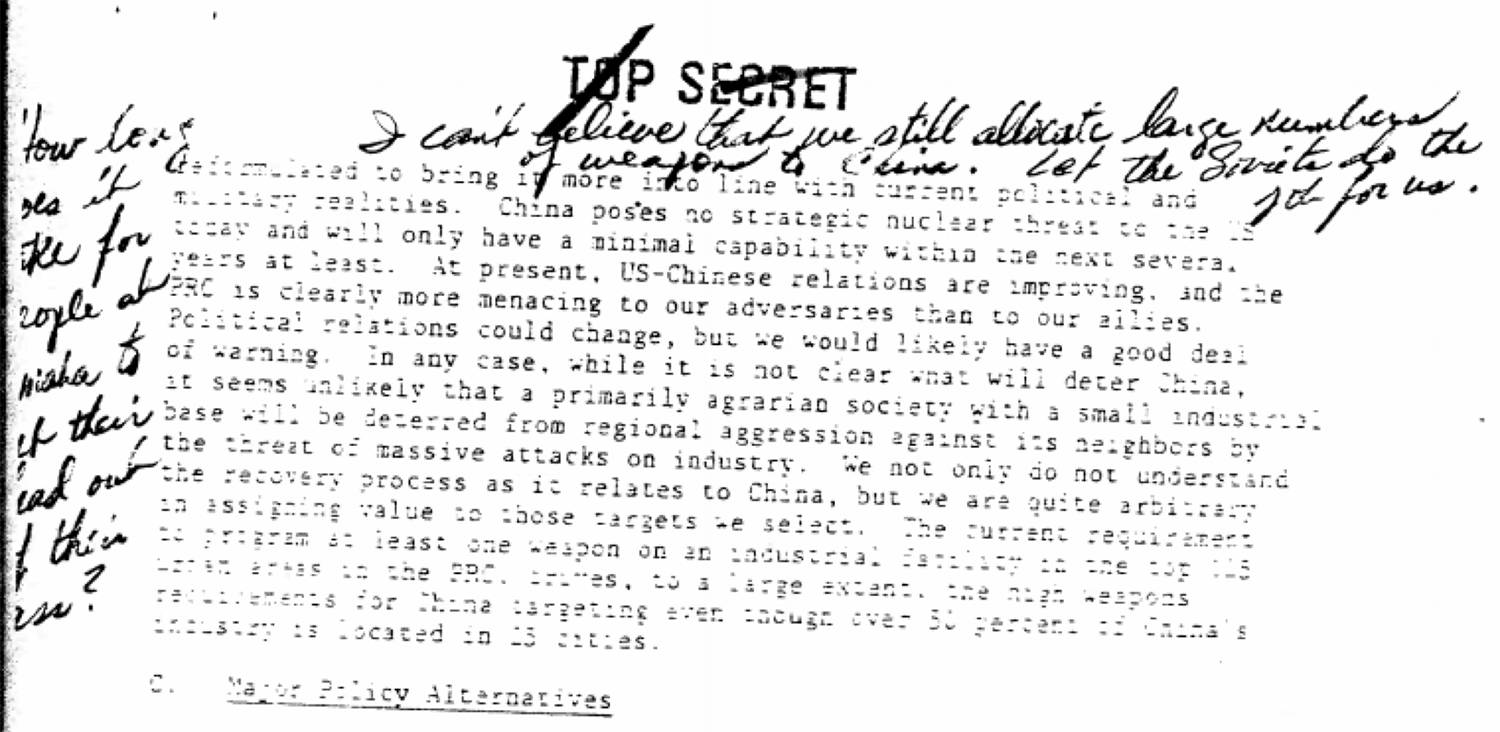 TOP SECRET
I can't believe that we still allocate large numbers
of weapons to China. Let the Soviets do the
job for us.
How long
oes it
ke for
eople at
maha to
et their
ead out
f their
ss?
reformulated to bring it more into line with current political and
military realities. China poses no strategic nuclear threat to the US
today and will only have a minimal capability within the next several
years at least. At present, US-Chinese relations are improving, and the
PRC is clearly more menacing to our adversaries than to our allies.
Political relations could change, but we would likely have a good deal
of warning. In any case, while it is not clear what will deter China,
it seems unlikely that a primarily agrarian society with a small industrial
base will be deterred from regional aggression against its neighbors by
the threat of massive attacks on industry. We not only do not understand
the recovery process as it relates to China, but we are quite arbitrary
in assigning value to those targets we select. The current requirement
to program at least one weapon on an industrial facility in the top
urban areas in the PRC, drives, to a large extent, the high weapons
requirements for China targeting even though over 50 percent of China's
industry is located in 25 cities.
C. Major Policy Alternatives